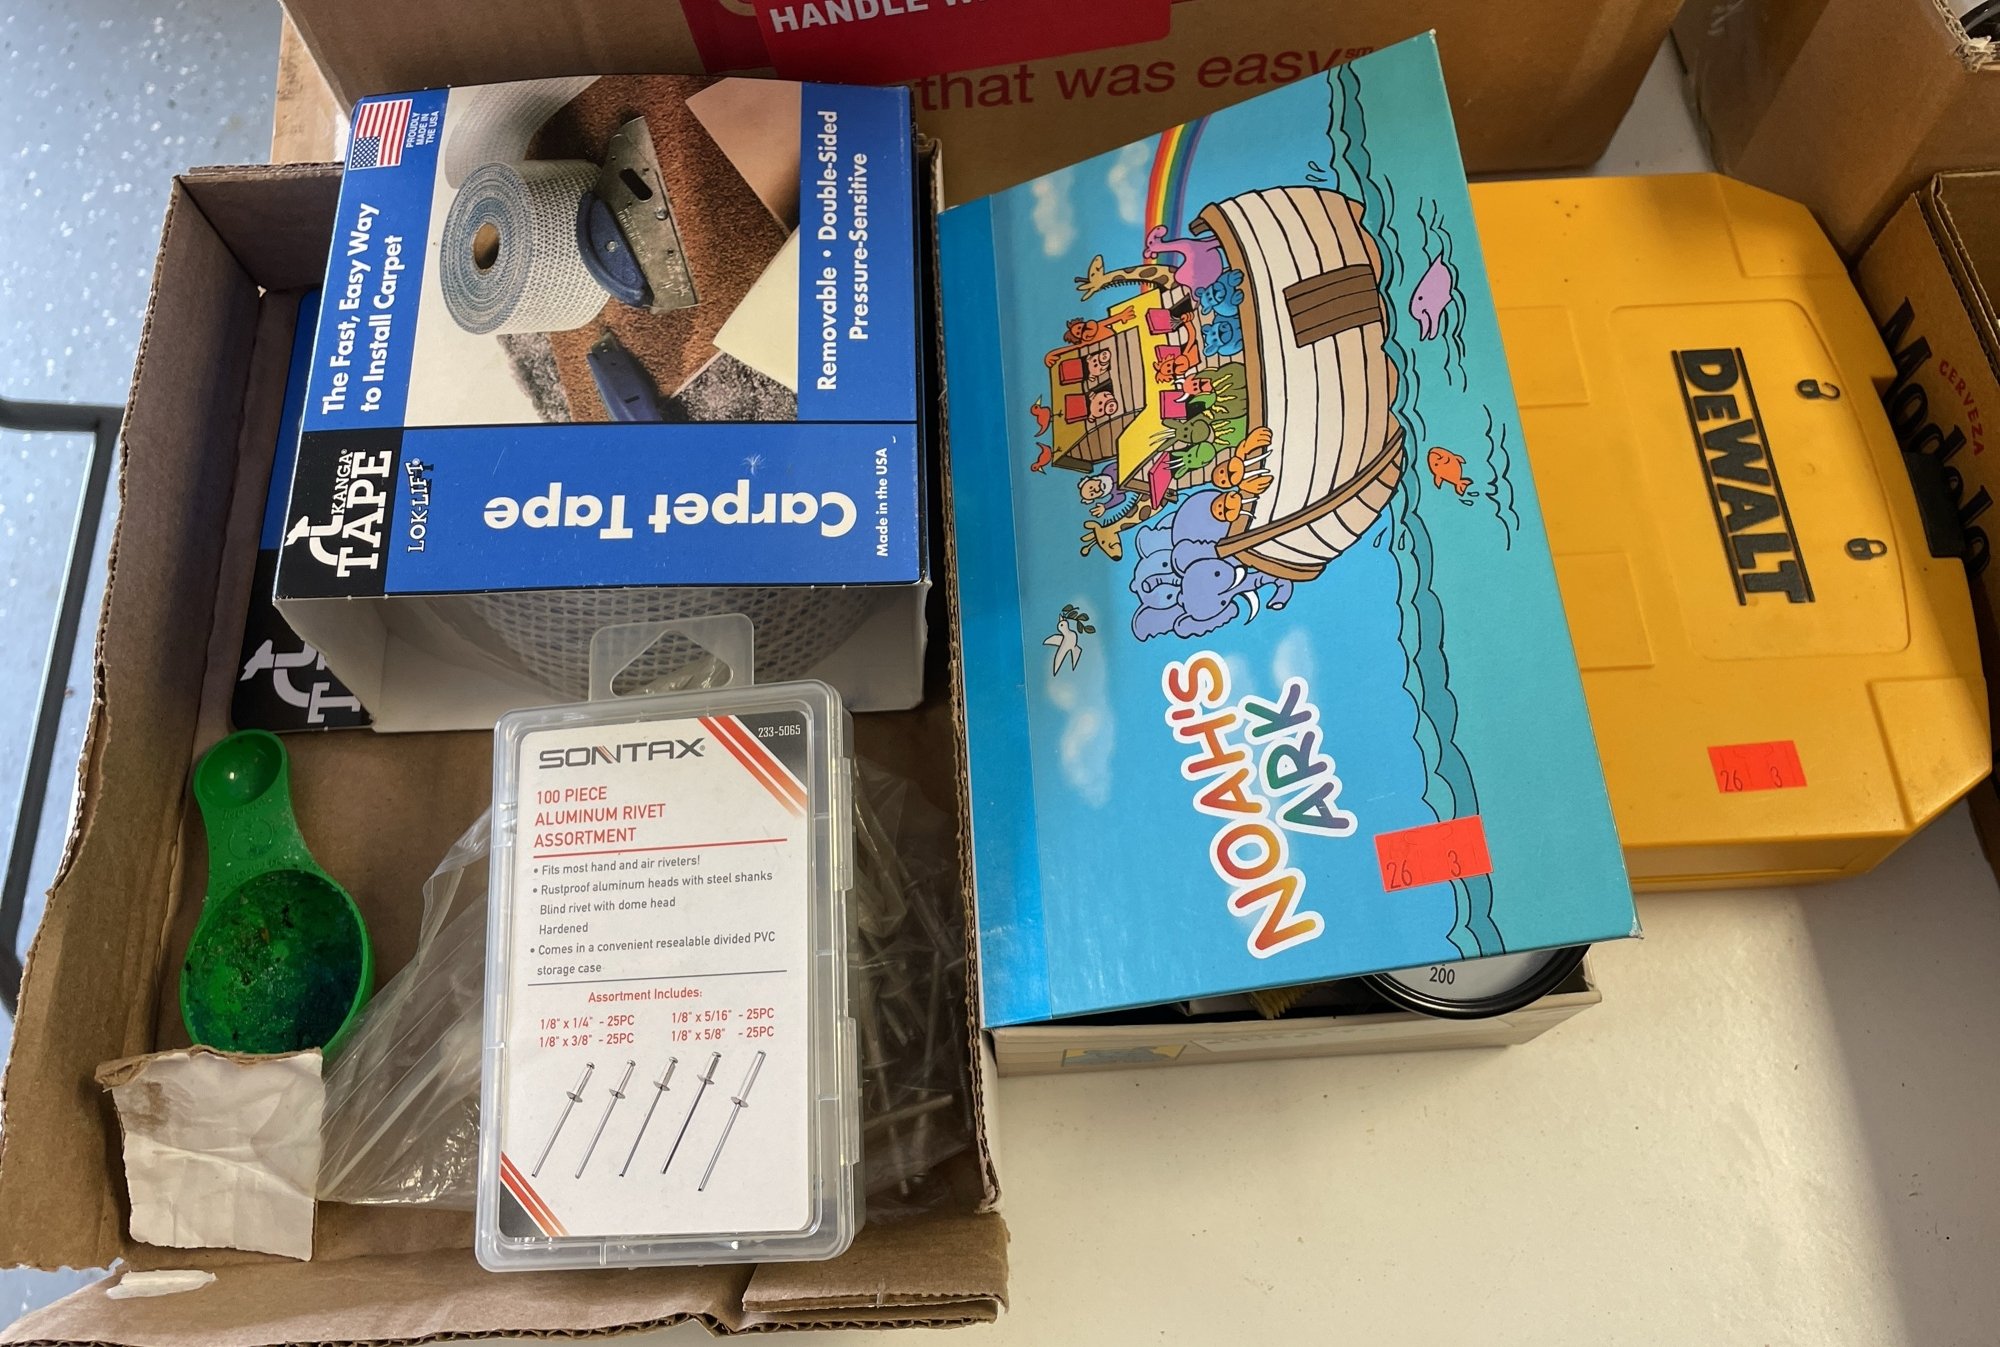 HANDLE
that was easy℠
PROUDLY
MADE IN
THE USA
The Fast, Easy Way
to Install Carpet
Removable • Double-Sided
Pressure-Sensitive
KANGA®
TAPE
LOK-LIFT®
Carpet Tape
Made in the USA
T
SONTAX®
233-5065
100 PIECE
ALUMINUM RIVET
ASSORTMENT
• Fits most hand and air riveters!
• Rustproof aluminum heads with steel shanks
Blind rivet with dome head
Hardened
• Comes in a convenient resealable divided PVC
storage case
Assortment Includes:
1/8" x 1/4" - 25PC
1/8" x 5/16" - 25PC
1/8" x 3/8" - 25PC
1/8" x 5/8" - 25PC
NOAH'S
ARK
26 3
200
DEWALT
26 3
CERVEZA
Modelo